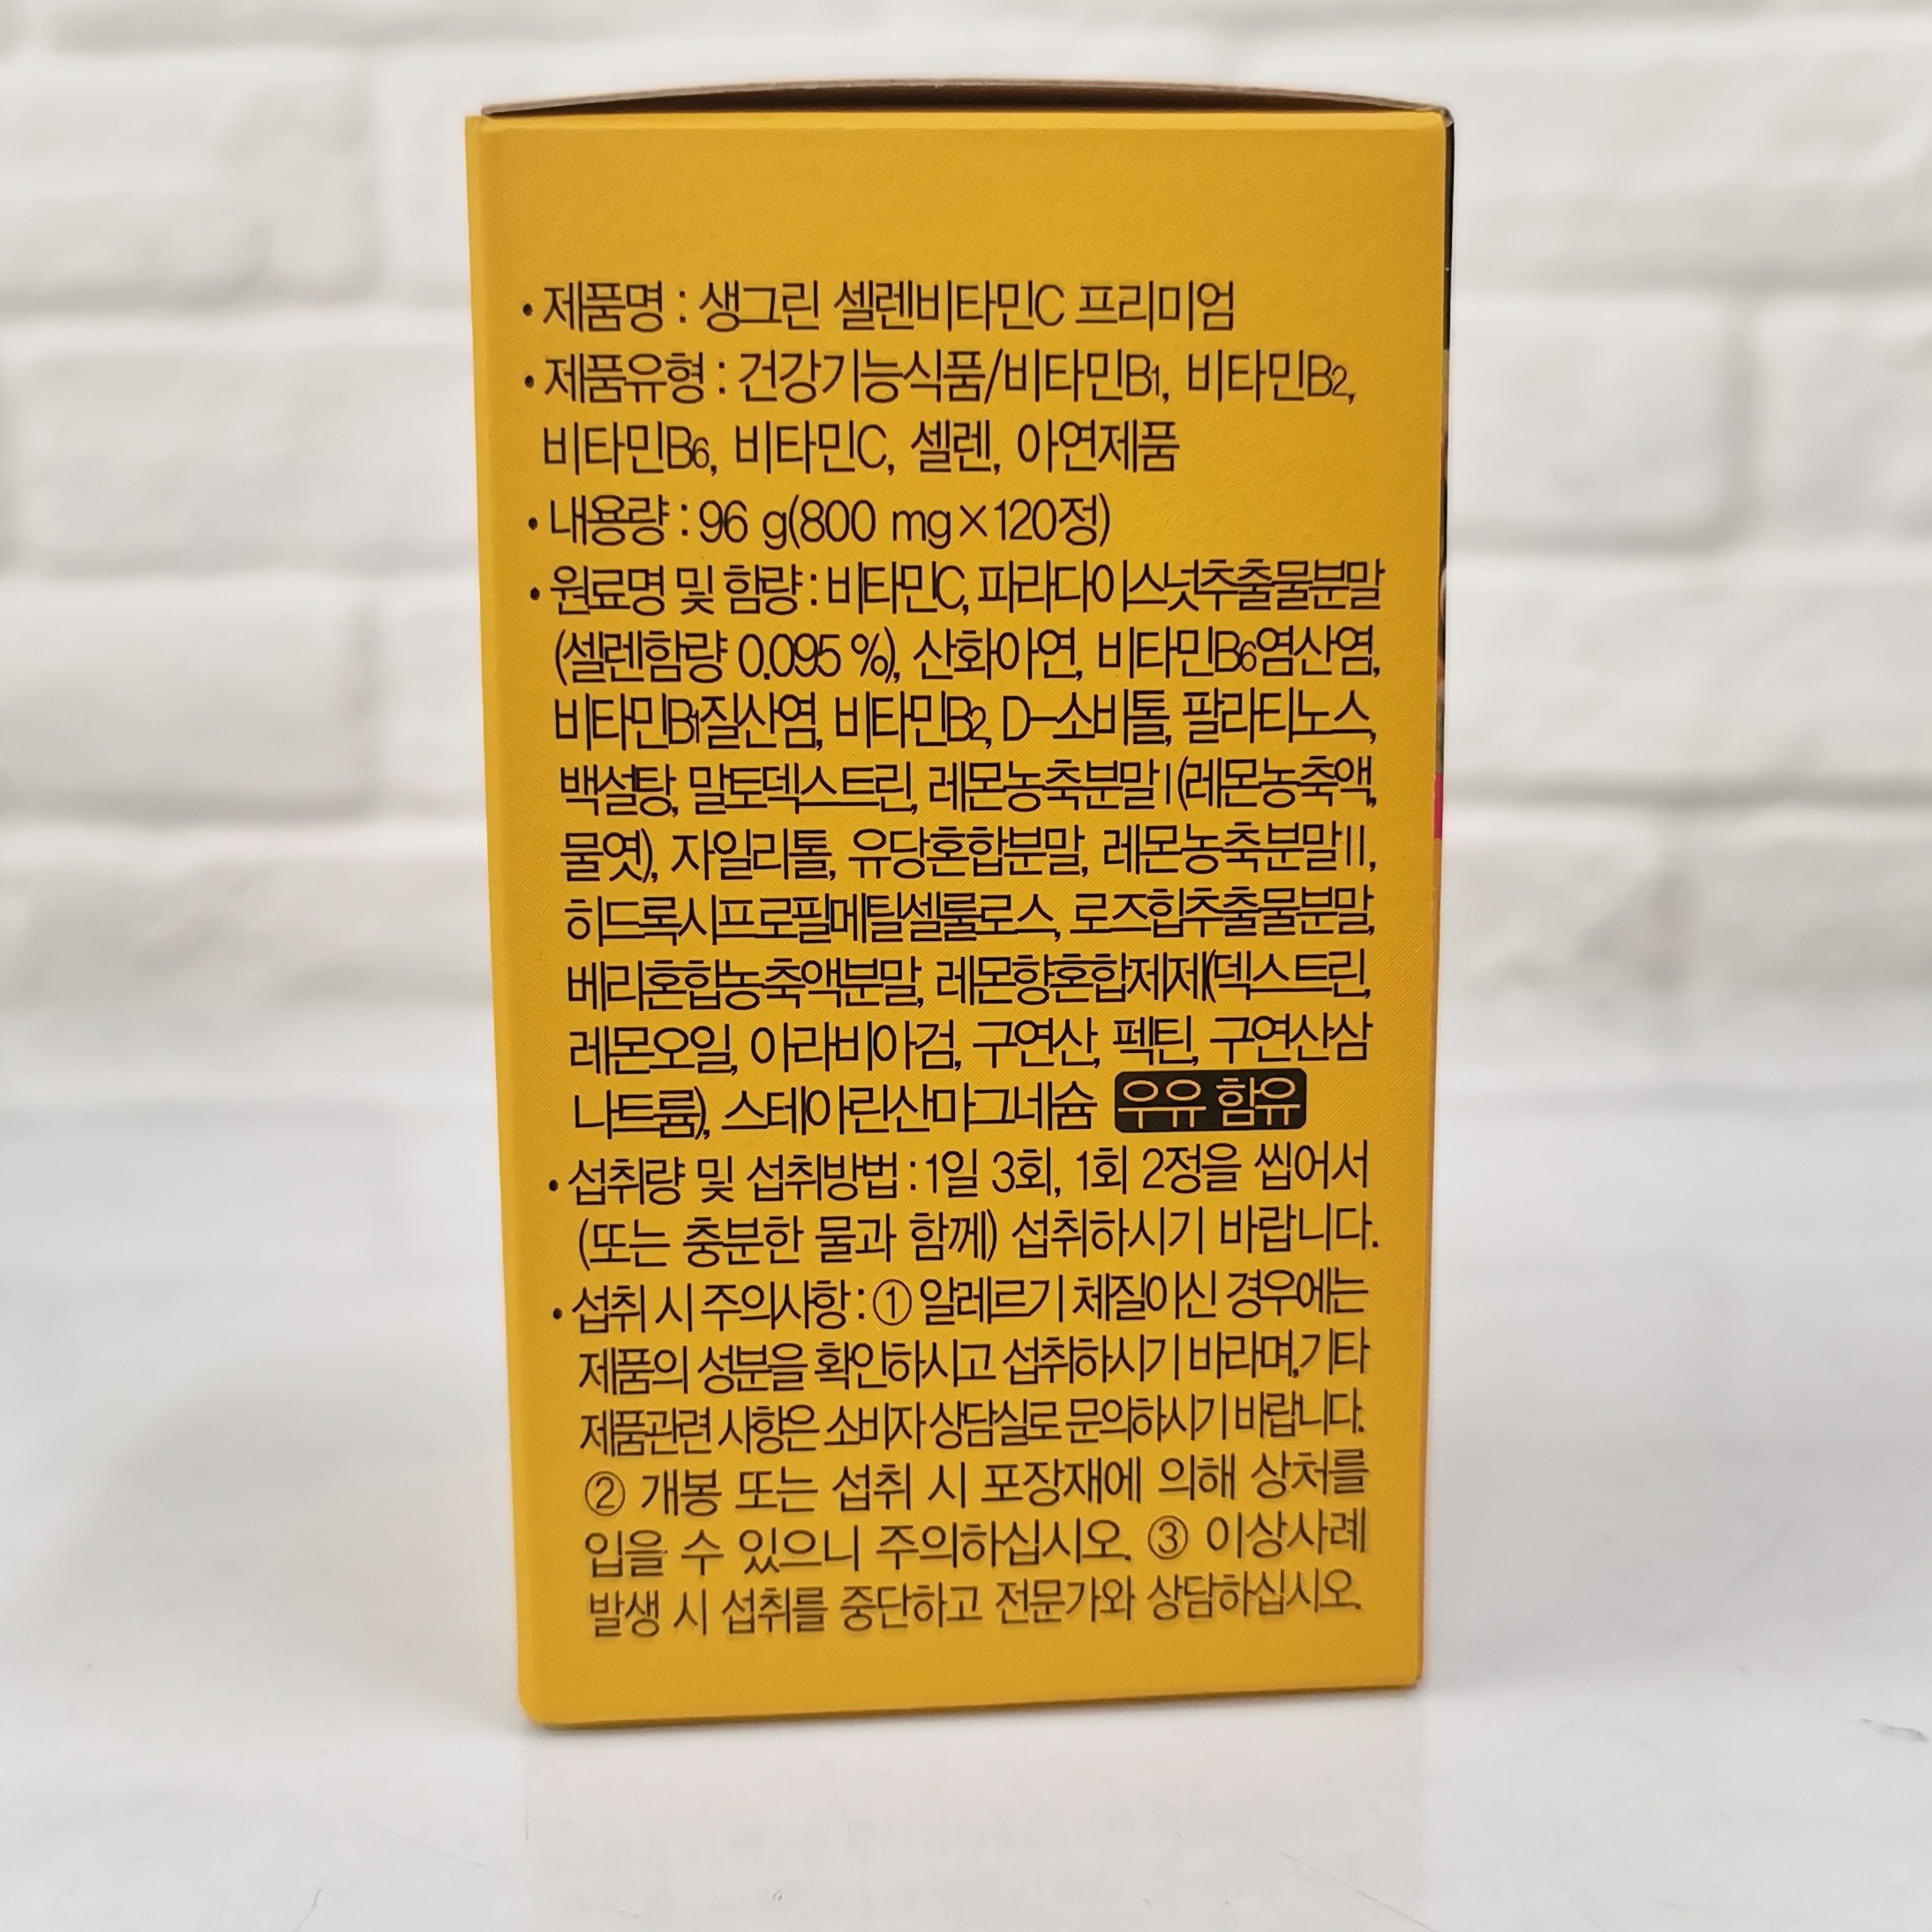 • 제품명 : 생그린 셀렌비타민C 프리미엄
• 제품유형 : 건강기능식품/비타민B1, 비타민B2,
비타민B6, 비타민C, 셀렌, 아연제품
• 내용량 : 96 g(800 mg×120정)
• 원료명 및 함량 : 비타민C, 파라다이스넛추출물분말
(셀렌함량 0.095 %), 산화아연, 비타민B6염산염,
비타민B1질산염, 비타민B2, D-소비톨, 팔라티노스,
백설탕, 말토덱스트린, 레몬농축분말I(레몬농축액,
물엿), 자일리톨, 유당혼합분말, 레몬농축분말II,
히드록시프로필메틸셀룰로스, 로즈힙추출물분말,
베리혼합농축액분말, 레몬향혼합제제(덱스트린,
레몬오일, 아라비아검, 구연산, 펙틴, 구연산삼
나트륨), 스테아린산마그네슘 우유 함유
• 섭취량 및 섭취방법 : 1일 3회, 1회 2정을 씹어서
(또는 충분한 물과 함께) 섭취하시기 바랍니다.
• 섭취 시 주의사항 : ① 알레르기 체질이신 경우에는
제품의 성분을 확인하시고 섭취하시기 바라며,기타
제품관련 사항은 소비자 상담실로 문의하시기 바랍니다.
② 개봉 또는 섭취 시 포장재에 의해 상처를
입을 수 있으니 주의하십시오. ③ 이상사례
발생 시 섭취를 중단하고 전문가와 상담하십시오.